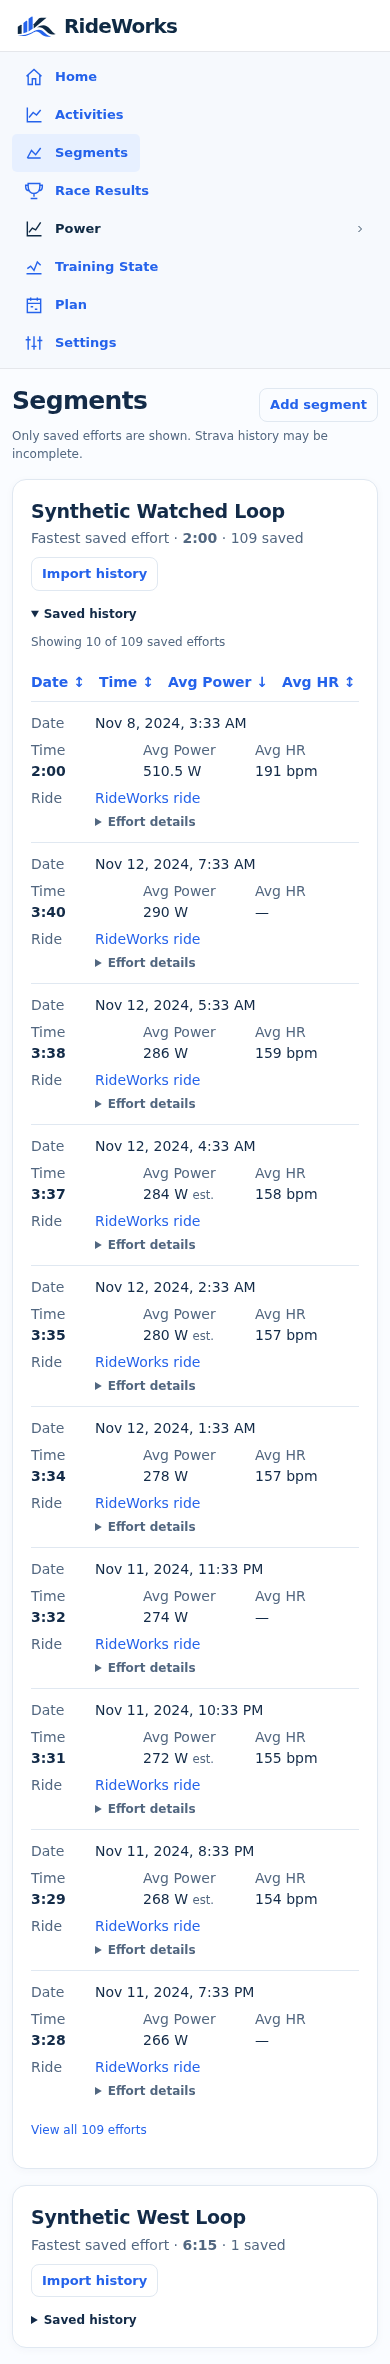 RideWorks
Home
Activities
Segments
Race Results
Power
Training State
Plan
Settings
Segments
Add segment
Only saved efforts are shown. Strava history may be
incomplete.
Synthetic Watched Loop
Fastest saved effort · 2:00 · 109 saved
Import history
▼ Saved history
Showing 10 of 109 saved efforts
Date ↕ Time ↕ Avg Power ↓ Avg HR ↕
Date Nov 8, 2024, 3:33 AM
Time Avg Power Avg HR
2:00 510.5 W 191 bpm
Ride RideWorks ride
▶ Effort details
Date Nov 12, 2024, 7:33 AM
Time Avg Power Avg HR
3:40 290 W —
Ride RideWorks ride
▶ Effort details
Date Nov 12, 2024, 5:33 AM
Time Avg Power Avg HR
3:38 286 W 159 bpm
Ride RideWorks ride
▶ Effort details
Date Nov 12, 2024, 4:33 AM
Time Avg Power Avg HR
3:37 284 W est. 158 bpm
Ride RideWorks ride
▶ Effort details
Date Nov 12, 2024, 2:33 AM
Time Avg Power Avg HR
3:35 280 W est. 157 bpm
Ride RideWorks ride
▶ Effort details
Date Nov 12, 2024, 1:33 AM
Time Avg Power Avg HR
3:34 278 W 157 bpm
Ride RideWorks ride
▶ Effort details
Date Nov 11, 2024, 11:33 PM
Time Avg Power Avg HR
3:32 274 W —
Ride RideWorks ride
▶ Effort details
Date Nov 11, 2024, 10:33 PM
Time Avg Power Avg HR
3:31 272 W est. 155 bpm
Ride RideWorks ride
▶ Effort details
Date Nov 11, 2024, 8:33 PM
Time Avg Power Avg HR
3:29 268 W est. 154 bpm
Ride RideWorks ride
▶ Effort details
Date Nov 11, 2024, 7:33 PM
Time Avg Power Avg HR
3:28 266 W —
Ride RideWorks ride
▶ Effort details
View all 109 efforts
Synthetic West Loop
Fastest saved effort · 6:15 · 1 saved
Import history
▶ Saved history